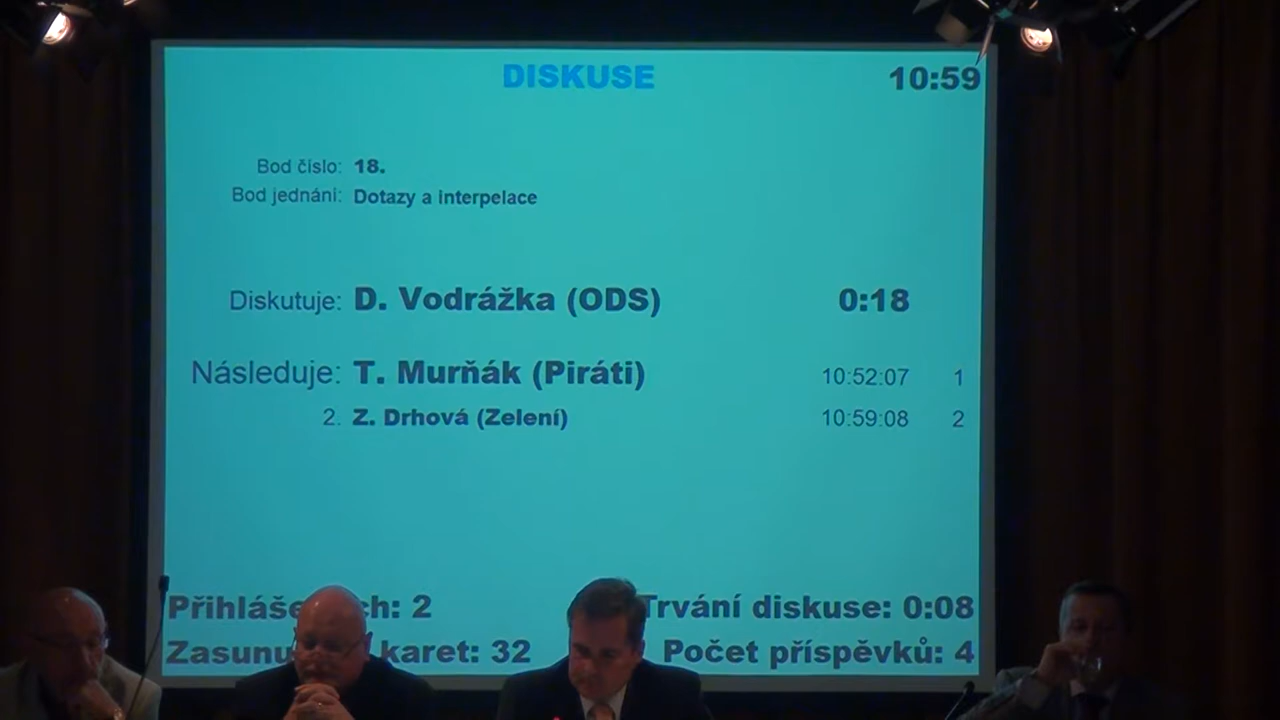 DISKUSE 10:59
Bod číslo: 18.
Bod jednání: Dotazy a interpelace
Diskutuje: D. Vodrážka (ODS) 0:18
Následuje: T. Murňák (Piráti) 10:52:07 1
2. Z. Drhová (Zelení) 10:59:08 2
2 Trvání diskuse: 0:08
karet: 32 Počet příspěvků: 4